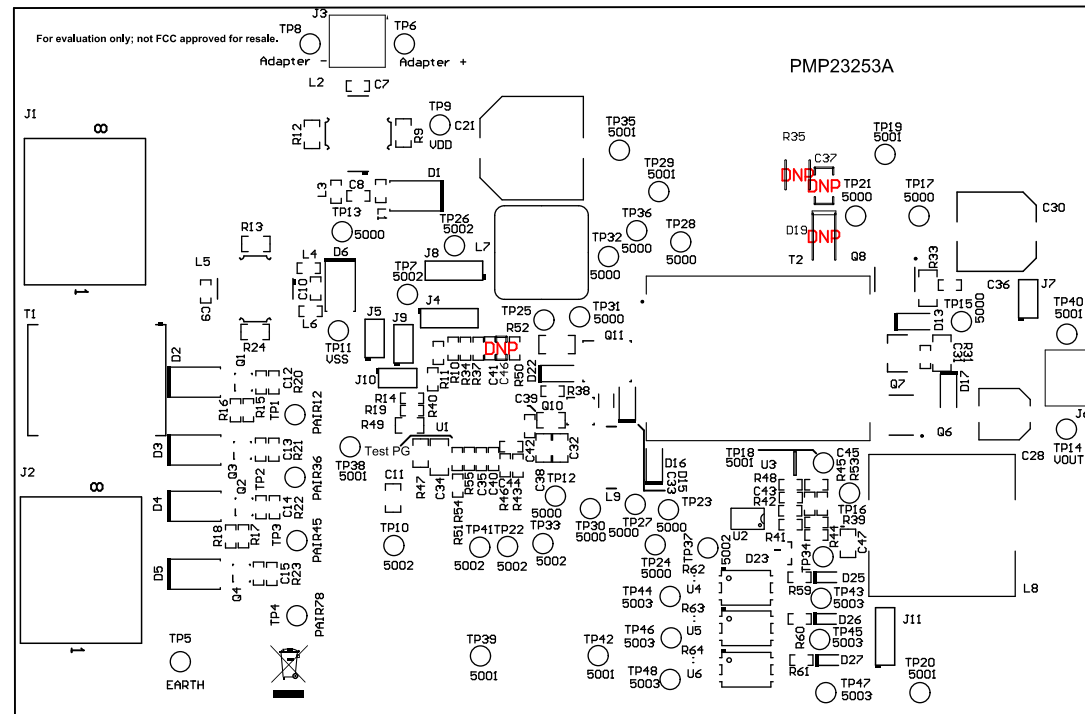 For evaluation only; not FCC approved for resale.
J3
TP8
TP6
Adapter -
Adapter +
PMP23253A
L2
C7
J1
8
R12
R9
TP9
VDD
C21
TP35
5001
TP29
5001
R35
DNP
C37
DNP
TP19
5001
L3
C8
D1
TP13
5000
TP26
5002
TP36
5000
TP28
5000
TP32
5000
TP21
5000
TP17
5000
C30
D19
DNP
T2
Q8
R13
L5
C9
L4
C10
L6
D6
TP7
5002
J8
L7
R33
C36
J7
1
T1
R24
TP11
VSS
J5
J9
J4
TP25
TP31
5000
R52
Q11
D13
TP15
5000
TP40
5001
D2
Q1
C12
R20
R16
R15
TP1
PAIR12
J10
R11
R10
R34
R37
C41
DNP
C46
R50
D22
R38
Q7
C31
R31
D17
R14
R19
R49
R40
U1
Test PG
C39
Q10
C42
C32
Q6
J6
TP14
VOUT
D3
Q3
C13
R21
TP2
PAIR36
TP38
5001
J2
8
C11
R47
C34
R54
R55
C35
C40
R46
C44
R43
C38
TP12
5000
D16
C33
D15
TP18
5001
U3
C45
R45
R53
C28
D4
Q2
C14
R22
R18
R17
TP3
PAIR45
TP10
5002
R51
TP41
5002
TP22
5002
TP33
5002
L9
TP30
5000
TP27
5000
TP23
5000
R48
C43
R42
R41
U2
TP16
R39
R44
C47
TP34
TP24
5000
TP37
5002
D23
D5
Q4
C15
R23
TP4
PAIR78
R62
U4
TP44
5003
R59
D25
TP43
5003
L8
R63
U5
TP46
5003
R60
D26
TP45
5003
J11
R64
U6
TP48
5003
R61
D27
TP47
5003
TP20
5001
1
TP5
EARTH
TP39
5001
TP42
5001